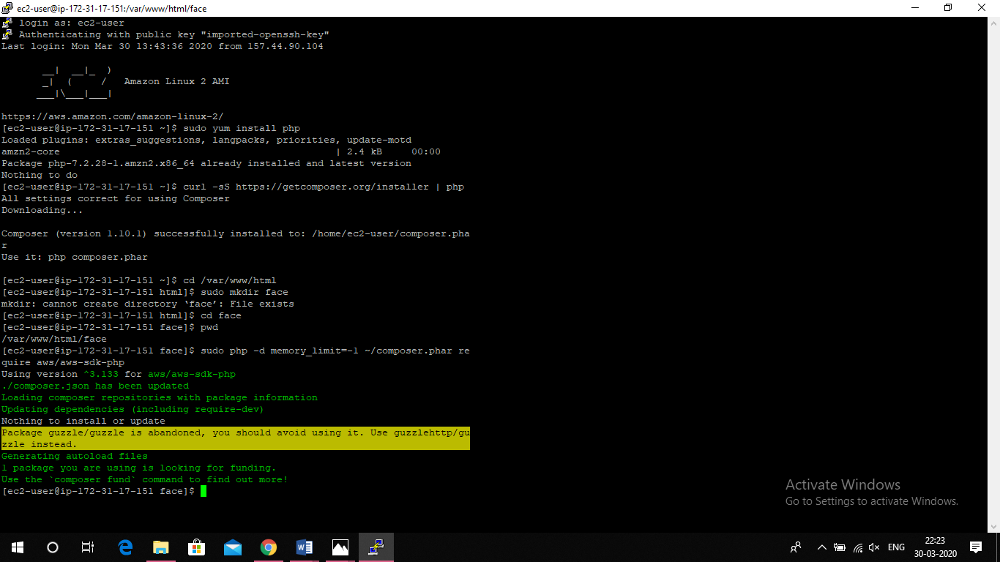 ec2-user@ip-172-31-17-151:/var/www/html/face
login as: ec2-user
Authenticating with public key "imported-openssh-key"
Last login: Mon Mar 30 13:43:36 2020 from 157.44.90.104
__|  __|_  )
_|  (     /   Amazon Linux 2 AMI
___|\___|___|
https://aws.amazon.com/amazon-linux-2/
[ec2-user@ip-172-31-17-151 ~]$ sudo yum install php
Loaded plugins: extras_suggestions, langpacks, priorities, update-motd
amzn2-core | 2.4 kB 00:00
Package php-7.2.28-1.amzn2.x86_64 already installed and latest version
Nothing to do
[ec2-user@ip-172-31-17-151 ~]$ curl -sS https://getcomposer.org/installer | php
All settings correct for using Composer
Downloading...
Composer (version 1.10.1) successfully installed to: /home/ec2-user/composer.pha
r
Use it: php composer.phar
[ec2-user@ip-172-31-17-151 ~]$ cd /var/www/html
[ec2-user@ip-172-31-17-151 html]$ sudo mkdir face
mkdir: cannot create directory ‘face’: File exists
[ec2-user@ip-172-31-17-151 html]$ cd face
[ec2-user@ip-172-31-17-151 face]$ pwd
/var/www/html/face
[ec2-user@ip-172-31-17-151 face]$ sudo php -d memory_limit=-1 ~/composer.phar re
quire aws/aws-sdk-php
Using version ^3.133 for aws/aws-sdk-php
./composer.json has been updated
Loading composer repositories with package information
Updating dependencies (including require-dev)
Nothing to install or update
Package guzzle/guzzle is abandoned, you should avoid using it. Use guzzlehttp/gu
zzle instead.
Generating autoload files
1 package you are using is looking for funding.
Use the `composer fund` command to find out more!
[ec2-user@ip-172-31-17-151 face]$
Activate Windows
Go to Settings to activate Windows.
ENG
22:23
30-03-2020